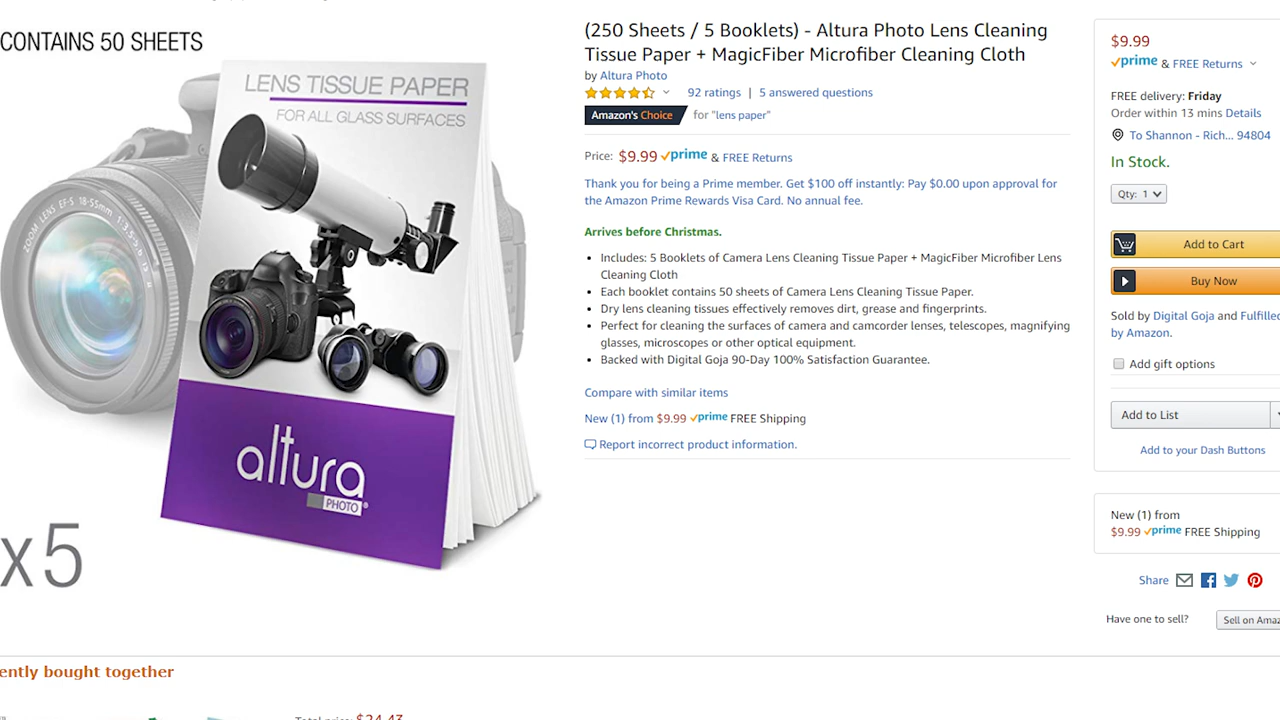 CONTAINS 50 SHEETS
LENS TISSUE PAPER
FOR ALL GLASS SURFACES
ZOOM LENS EF-S 18-55mm
altura
PHOTO
x5
(250 Sheets / 5 Booklets) - Altura Photo Lens Cleaning
Tissue Paper + MagicFiber Microfiber Cleaning Cloth
by Altura Photo
92 ratings | 5 answered questions
Amazon's Choice for "lens paper"
Price: $9.99 prime & FREE Returns
Thank you for being a Prime member. Get $100 off instantly: Pay $0.00 upon approval for
the Amazon Prime Rewards Visa Card. No annual fee.
Arrives before Christmas.
• Includes: 5 Booklets of Camera Lens Cleaning Tissue Paper + MagicFiber Microfiber Lens
Cleaning Cloth
• Each booklet contains 50 sheets of Camera Lens Cleaning Tissue Paper.
• Dry lens cleaning tissues effectively removes dirt, grease and fingerprints.
• Perfect for cleaning the surfaces of camera and camcorder lenses, telescopes, magnifying
glasses, microscopes or other optical equipment.
• Backed with Digital Goja 90-Day 100% Satisfaction Guarantee.
Compare with similar items
New (1) from $9.99 prime FREE Shipping
Report incorrect product information.
$9.99
prime & FREE Returns
FREE delivery: Friday
Order within 13 mins Details
To Shannon - Rich... 94804
In Stock.
Qty: 1
Add to Cart
Buy Now
Sold by Digital Goja and Fulfille
by Amazon.
Add gift options
Add to List
Add to your Dash Buttons
New (1) from
$9.99 prime FREE Shipping
Share
Have one to sell?
Sell on Amaz
ently bought together
Total price: $24.43